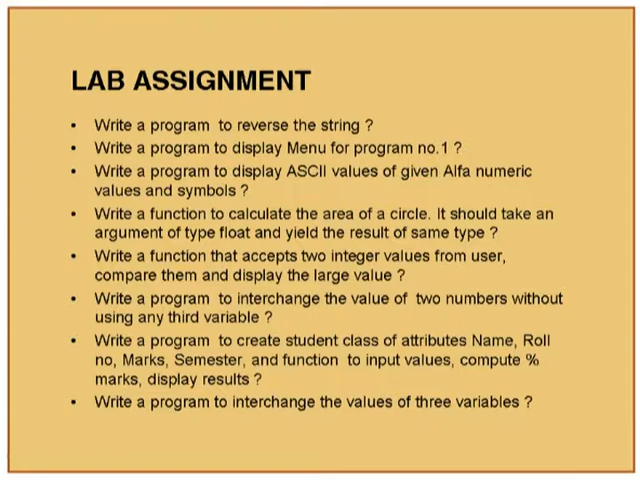 LAB ASSIGNMENT
• Write a program to reverse the string ?
• Write a program to display Menu for program no.1 ?
• Write a program to display ASCII values of given Alfa numeric
values and symbols ?
• Write a function to calculate the area of a circle. It should take an
argument of type float and yield the result of same type ?
• Write a function that accepts two integer values from user,
compare them and display the large value ?
• Write a program to interchange the value of two numbers without
using any third variable ?
• Write a program to create student class of attributes Name, Roll
no, Marks, Semester, and function to input values, compute %
marks, display results ?
• Write a program to interchange the values of three variables ?